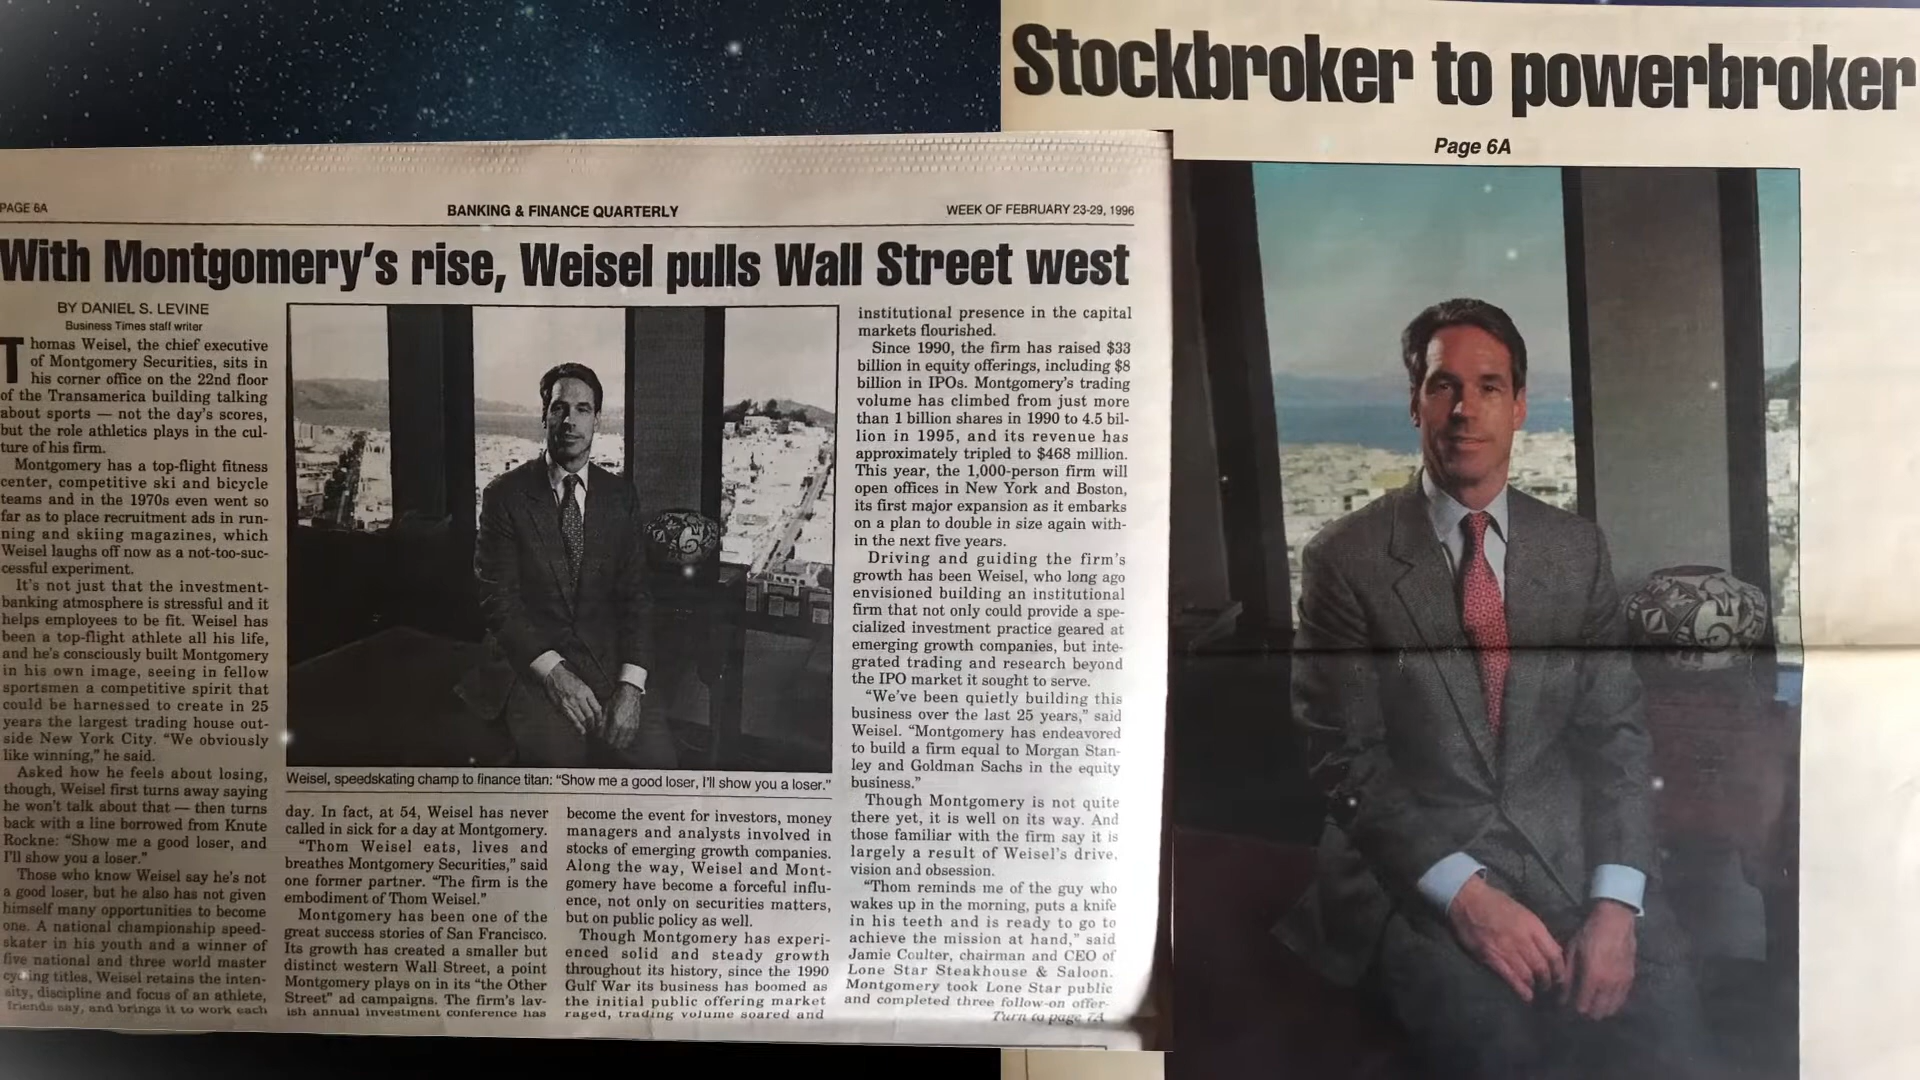 Stockbroker to powerbroker
Page 6A
PAGE 6A
BANKING & FINANCE QUARTERLY
WEEK OF FEBRUARY 23-29, 1996
With Montgomery's rise, Weisel pulls Wall Street west
BY DANIEL S. LEVINE
Business Times staff writer
Thomas Weisel, the chief executive
of Montgomery Securities, sits in
his corner office on the 22nd floor
of the Transamerica building talking
about sports — not the day's scores,
but the role athletics plays in the cul-
ture of his firm.
Montgomery has a top-flight fitness
center, competitive ski and bicycle
teams and in the 1970s even went so
far as to place recruitment ads in run-
ning and skiing magazines, which
Weisel laughs off now as a not-too-suc-
cessful experiment.
It's not just that the investment-
banking atmosphere is stressful and it
helps employees to be fit. Weisel has
been a top-flight athlete all his life,
and he's consciously built Montgomery
in his own image, seeing in fellow
sportsmen a competitive spirit that
could be harnessed to create in 25
years the largest trading house out-
side New York City. “We obviously
like winning,” he said.
Asked how he feels about losing,
though, Weisel first turns away saying
he won't talk about that — then turns
back with a line borrowed from Knute
Rockne: “Show me a good loser, and
I'll show you a loser.”
Those who know Weisel say he's not
a good loser, but he also has not given
himself many opportunities to become
one. A national championship speed-
skater in his youth and a winner of
five national and three world master
cycling titles, Weisel retains the inten-
sity, discipline and focus of an athlete,
friends say, and brings it to work each
Weisel, speedskating champ to finance titan: “Show me a good loser, I'll show you a loser.”
day. In fact, at 54, Weisel has never
called in sick for a day at Montgomery.
“Thom Weisel eats, lives and
breathes Montgomery Securities,” said
one former partner. “The firm is the
embodiment of Thom Weisel.”
Montgomery has been one of the
great success stories of San Francisco.
Its growth has created a smaller but
distinct western Wall Street, a point
Montgomery plays on in its “the Other
Street” ad campaigns. The firm's lav-
ish annual investment conference has
become the event for investors, money
managers and analysts involved in
stocks of emerging growth companies.
Along the way, Weisel and Mont-
gomery have become a forceful influ-
ence, not only on securities matters,
but on public policy as well.
Though Montgomery has experi-
enced solid and steady growth
throughout its history, since the 1990
Gulf War its business has boomed as
the initial public offering market
raged, trading volume soared and
institutional presence in the capital
markets flourished.
Since 1990, the firm has raised $33
billion in equity offerings, including $8
billion in IPOs. Montgomery's trading
volume has climbed from just more
than 1 billion shares in 1990 to 4.5 bil-
lion in 1995, and its revenue has
approximately tripled to $468 million.
This year, the 1,000-person firm will
open offices in New York and Boston,
its first major expansion as it embarks
on a plan to double in size again with-
in the next five years.
Driving and guiding the firm's
growth has been Weisel, who long ago
envisioned building an institutional
firm that not only could provide a spe-
cialized investment practice geared at
emerging growth companies, but inte-
grated trading and research beyond
the IPO market it sought to serve.
“We've been quietly building this
business over the last 25 years,” said
Weisel. “Montgomery has endeavored
to build a firm equal to Morgan Stan-
ley and Goldman Sachs in the equity
business.”
Though Montgomery is not quite
there yet, it is well on its way. And
those familiar with the firm say it is
largely a result of Weisel's drive,
vision and obsession.
“Thom reminds me of the guy who
wakes up in the morning, puts a knife
in his teeth and is ready to go to
achieve the mission at hand,” said
Jamie Coulter, chairman and CEO of
Lone Star Steakhouse & Saloon.
Montgomery took Lone Star public
and completed three follow-on offer-
Turn to page 7A